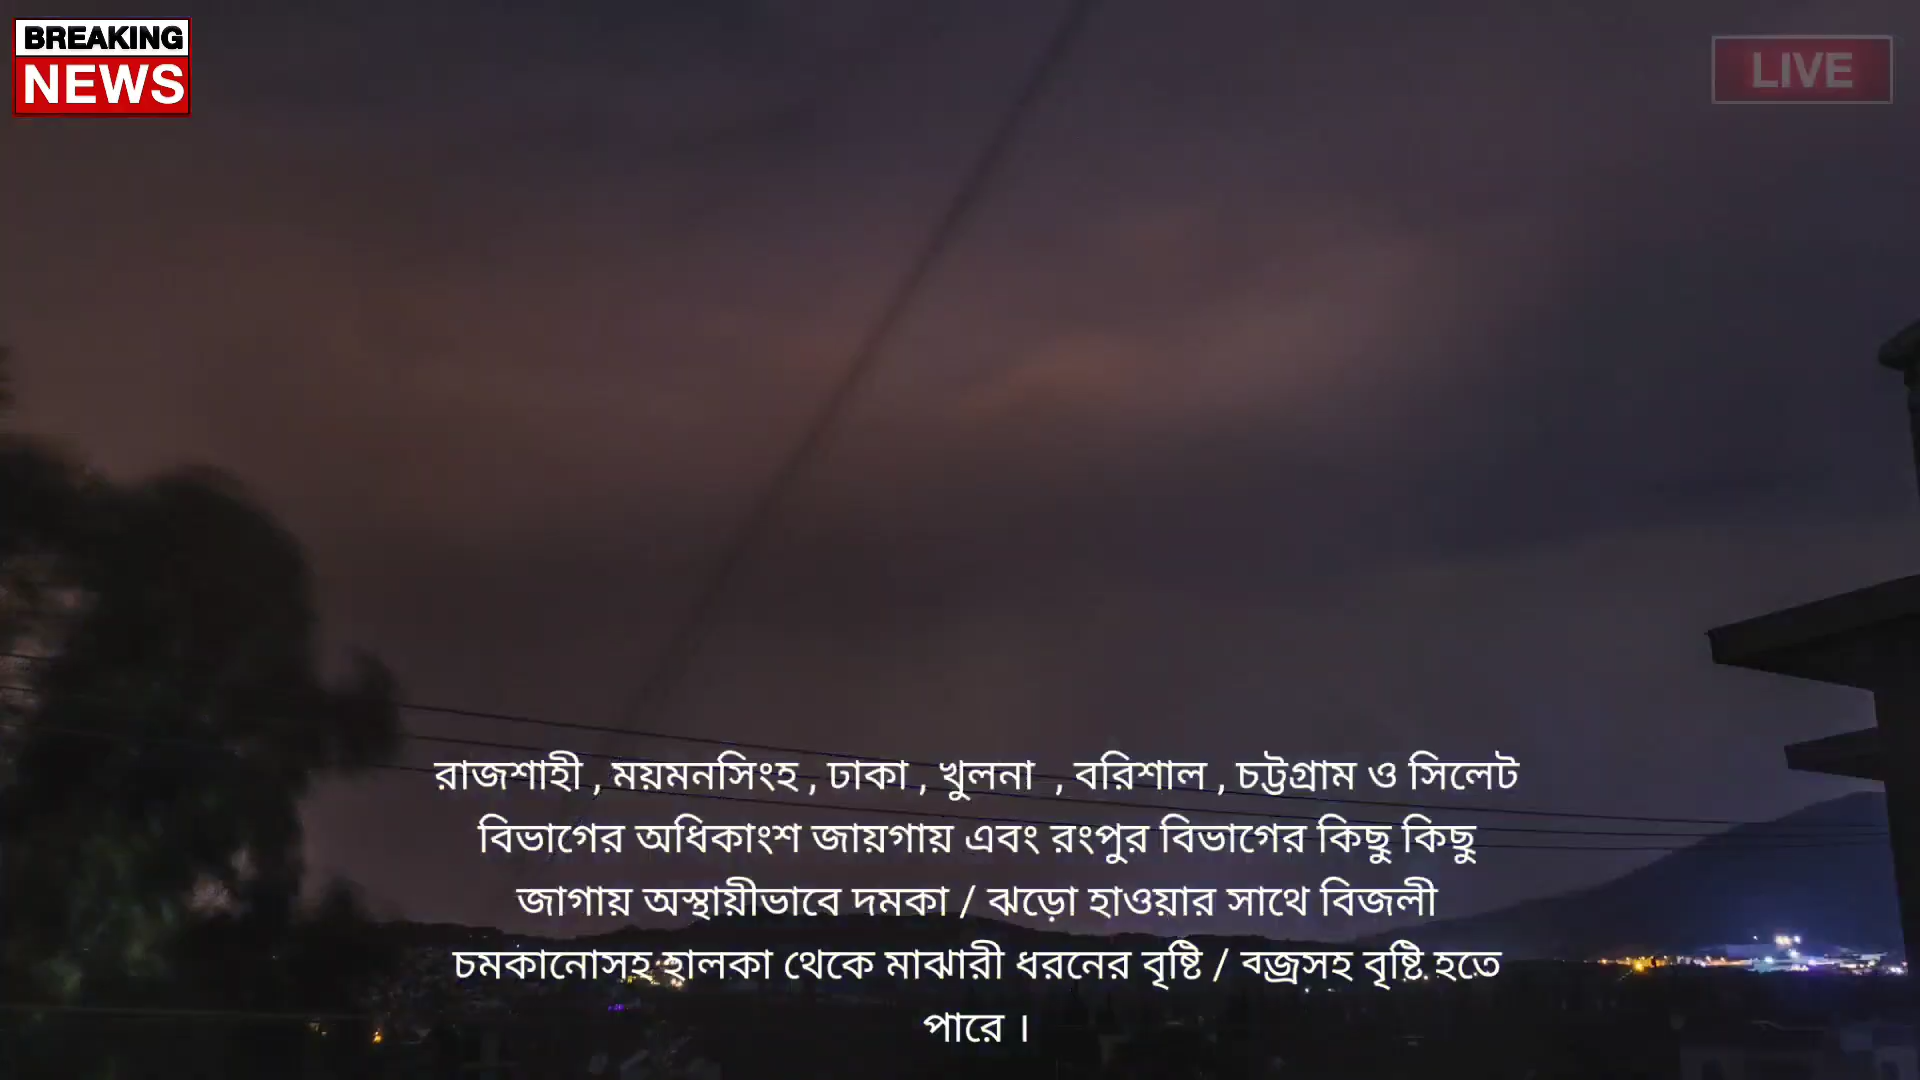 BREAKING
NEWS
LIVE
রাজশাহী , ময়মনসিংহ , ঢাকা , খুলনা , বরিশাল , চট্টগ্রাম ও সিলেট
বিভাগের অধিকাংশ জায়গায় এবং রংপুর বিভাগের কিছু কিছু
জাগায় অস্থায়ীভাবে দমকা / ঝড়ো হাওয়ার সাথে বিজলী
চমকানোসহ হালকা থেকে মাঝারী ধরনের বৃষ্টি / বজ্রসহ বৃষ্টি হতে
পারে ।